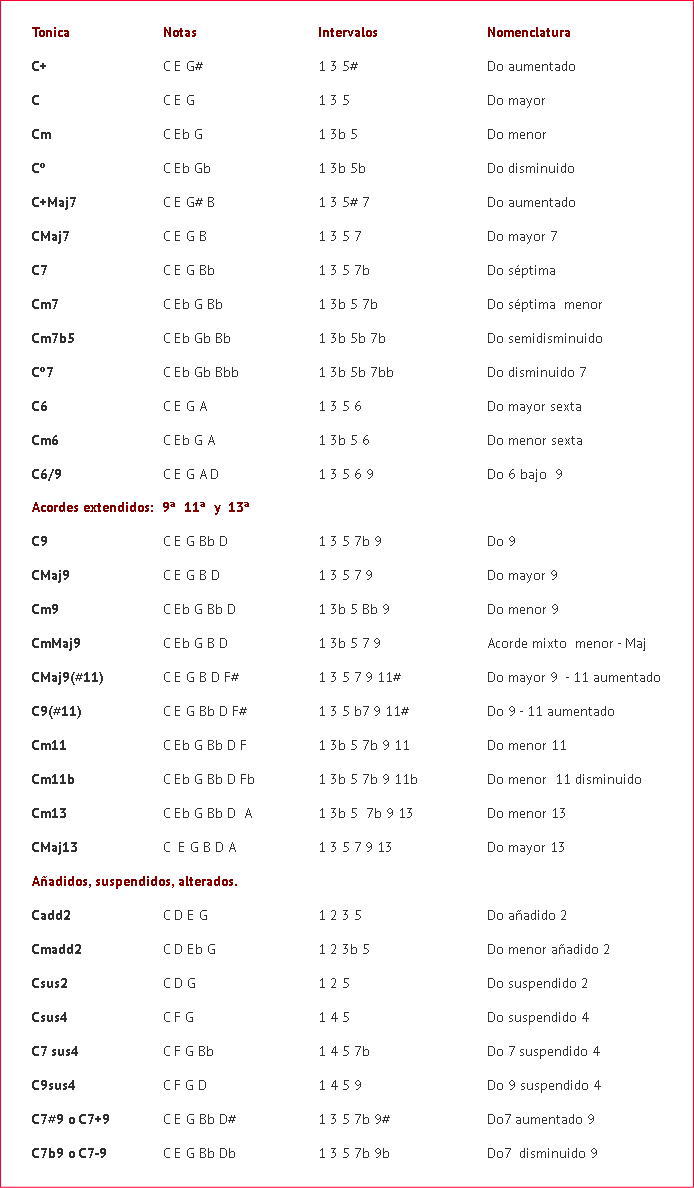 Tonica Notas Intervalos Nomenclatura
C+ C E G# 1 3 5# Do aumentado
C C E G 1 3 5 Do mayor
Cm C Eb G 1 3b 5 Do menor
Cº C Eb Gb 1 3b 5b Do disminuido
C+Maj7 C E G# B 1 3 5# 7 Do aumentado
CMaj7 C E G B 1 3 5 7 Do mayor 7
C7 C E G Bb 1 3 5 7b Do séptima
Cm7 C Eb G Bb 1 3b 5 7b Do séptima menor
Cm7b5 C Eb Gb Bb 1 3b 5b 7b Do semidisminuido
Cº7 C Eb Gb Bbb 1 3b 5b 7bb Do disminuido 7
C6 C E G A 1 3 5 6 Do mayor sexta
Cm6 C Eb G A 1 3b 5 6 Do menor sexta
C6/9 C E G A D 1 3 5 6 9 Do 6 bajo 9
Acordes extendidos: 9ª 11ª y 13ª
C9 C E G Bb D 1 3 5 7b 9 Do 9
CMaj9 C E G B D 1 3 5 7 9 Do mayor 9
Cm9 C Eb G Bb D 1 3b 5 Bb 9 Do menor 9
CmMaj9 C Eb G B D 1 3b 5 7 9 Acorde mixto menor - Maj
CMaj9(#11) C E G B D F# 1 3 5 7 9 11# Do mayor 9 - 11 aumentado
C9(#11) C E G Bb D F# 1 3 5 b7 9 11# Do 9 - 11 aumentado
Cm11 C Eb G Bb D F 1 3b 5 7b 9 11 Do menor 11
Cm11b C Eb G Bb D Fb 1 3b 5 7b 9 11b Do menor 11 disminuido
Cm13 C Eb G Bb D A 1 3b 5 7b 9 13 Do menor 13
CMaj13 C E G B D A 1 3 5 7 9 13 Do mayor 13
Añadidos, suspendidos, alterados.
Cadd2 C D E G 1 2 3 5 Do añadido 2
Cmadd2 C D Eb G 1 2 3b 5 Do menor añadido 2
Csus2 C D G 1 2 5 Do suspendido 2
Csus4 C F G 1 4 5 Do suspendido 4
C7 sus4 C F G Bb 1 4 5 7b Do 7 suspendido 4
C9sus4 C F G D 1 4 5 9 Do 9 suspendido 4
C7#9 o C7+9 C E G Bb D# 1 3 5 7b 9# Do7 aumentado 9
C7b9 o C7-9 C E G Bb Db 1 3 5 7b 9b Do7 disminuido 9